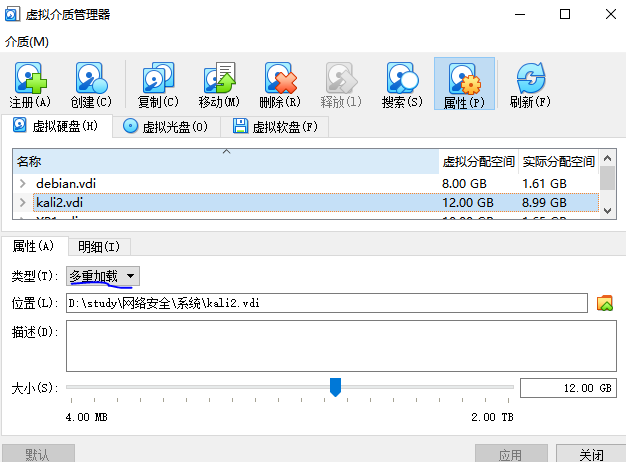 虚拟介质管理器
介质(M)
注册(A) 创建(C) 复制(C) 移动(M) 删除(R) 释放(l) 搜索(S) 属性(P) 刷新(F)
虚拟硬盘(H) 虚拟光盘(O) 虚拟软盘(F)
名称 虚拟分配空间 实际分配空间
debian.vdi 8.00 GB 1.61 GB
kali2.vdi 12.00 GB 8.99 GB
属性(A) 明细(I)
类型(T): 多重加载
位置(L): D:\study\网络安全\系统\kali2.vdi
描述(D):
大小(S): 12.00 GB
4.00 MB 2.00 TB
默认 应用 关闭